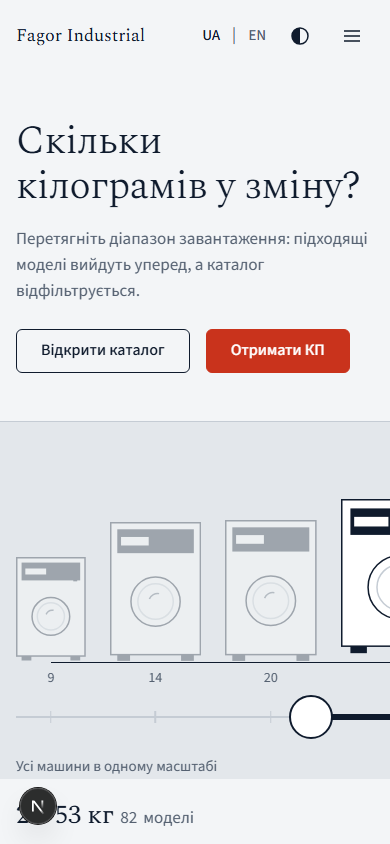 Fagor Industrial
UA | EN
Скільки
кілограмів у зміну?
Перетягніть діапазон завантаження: підходящі
моделі вийдуть уперед, а каталог
відфільтрується.
Відкрити каталог
Отримати КП
9 14 20
Усі машини в одному масштабі
N
53 кг 82 моделі